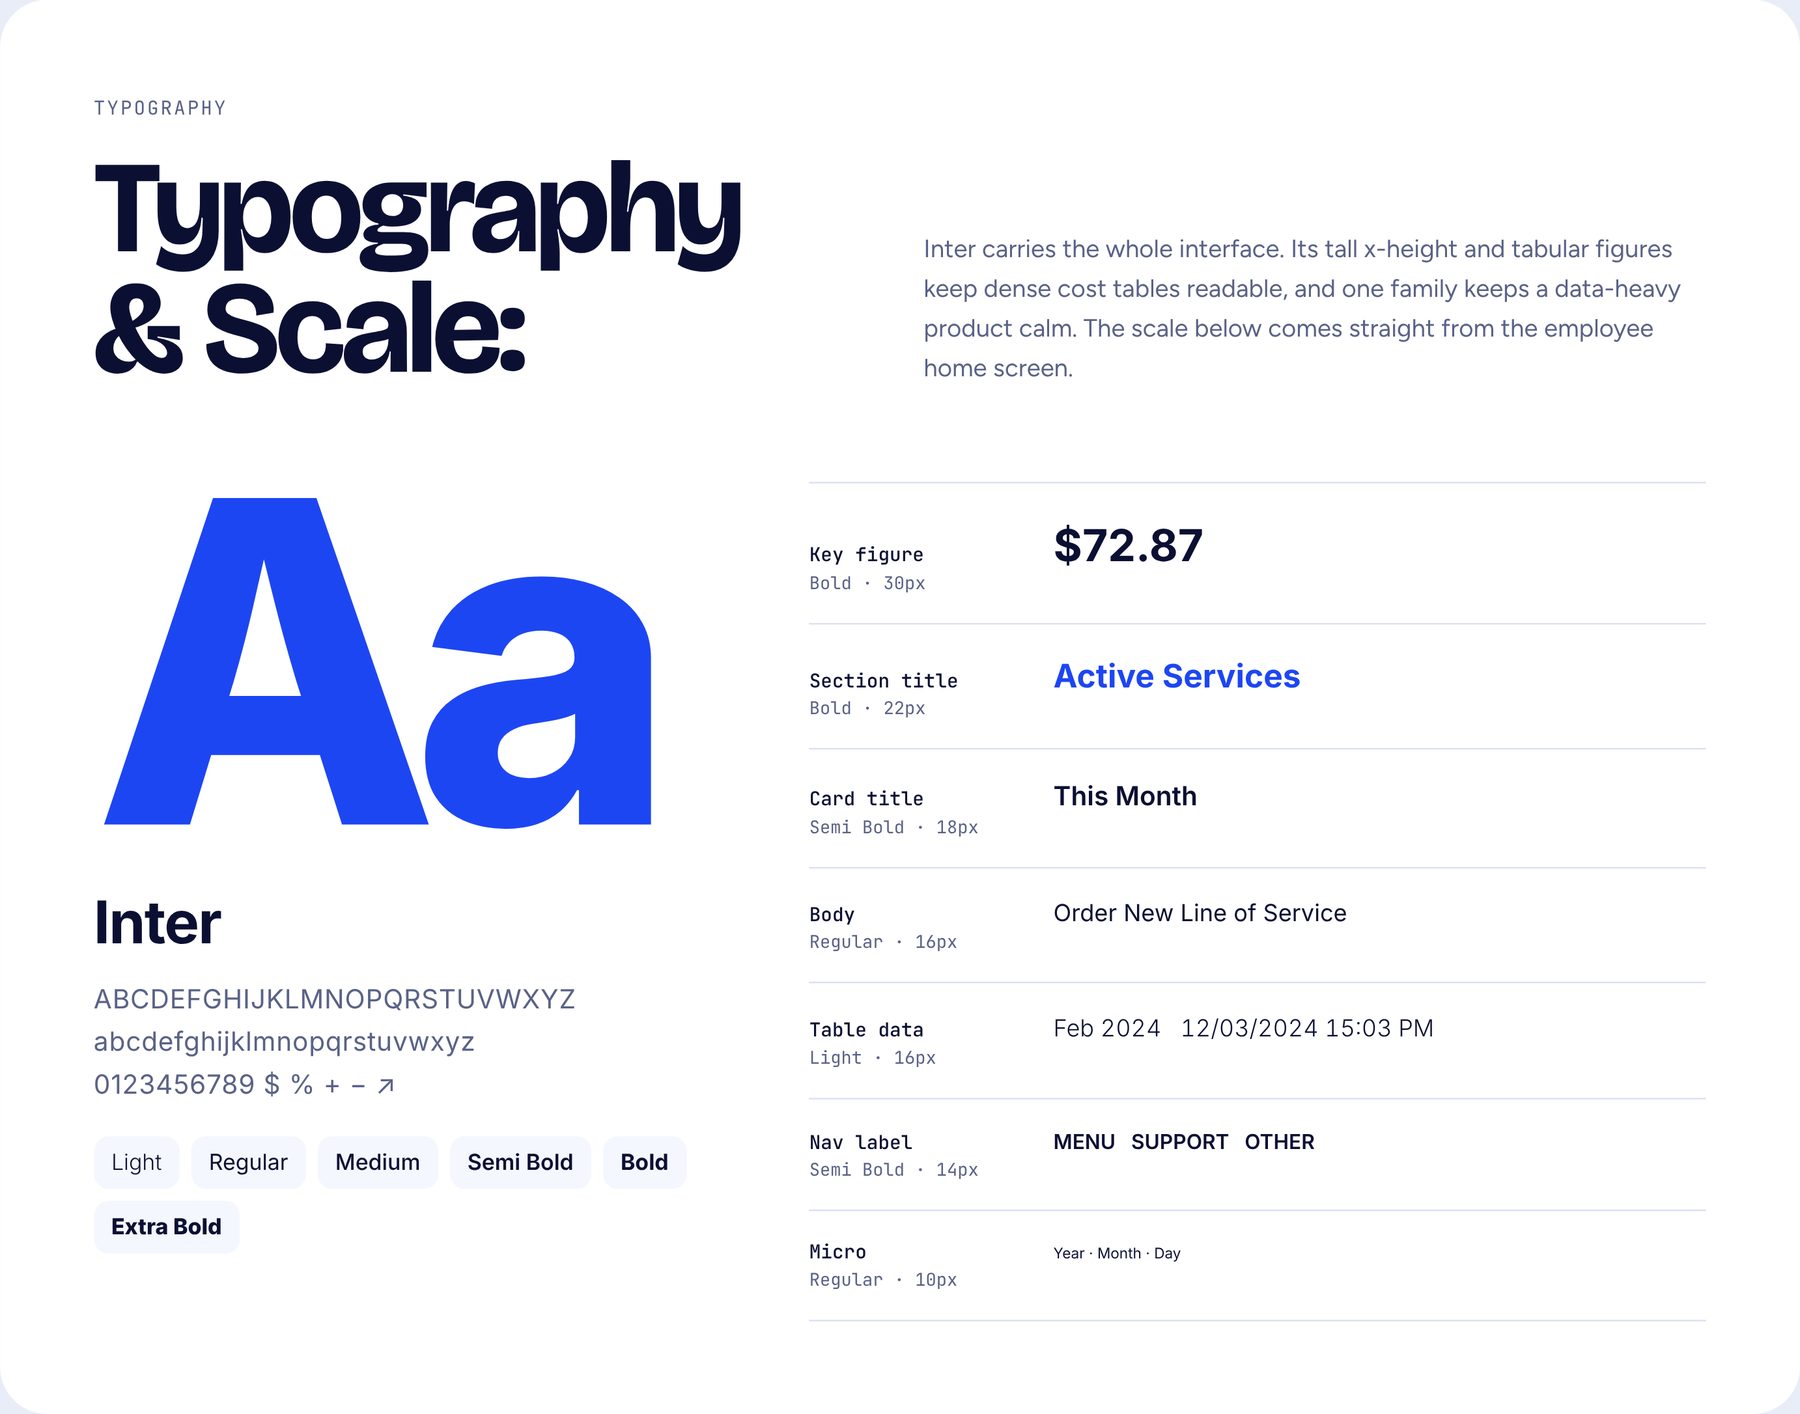 TYPOGRAPHY
Typography
& Scale:
Inter carries the whole interface. Its tall x-height and tabular figures
keep dense cost tables readable, and one family keeps a data-heavy
product calm. The scale below comes straight from the employee
home screen.
Aa
Inter
ABCDEFGHIJKLMNOPQRSTUVWXYZ
abcdefghijklmnopqrstuvwxyz
0123456789 $ % + − ↗
Light Regular Medium Semi Bold Bold
Extra Bold
Key figure
Bold · 30px
$72.87
Section title
Bold · 22px
Active Services
Card title
Semi Bold · 18px
This Month
Body
Regular · 16px
Order New Line of Service
Table data
Light · 16px
Feb 2024 12/03/2024 15:03 PM
Nav label
Semi Bold · 14px
MENU SUPPORT OTHER
Micro
Regular · 10px
Year · Month · Day